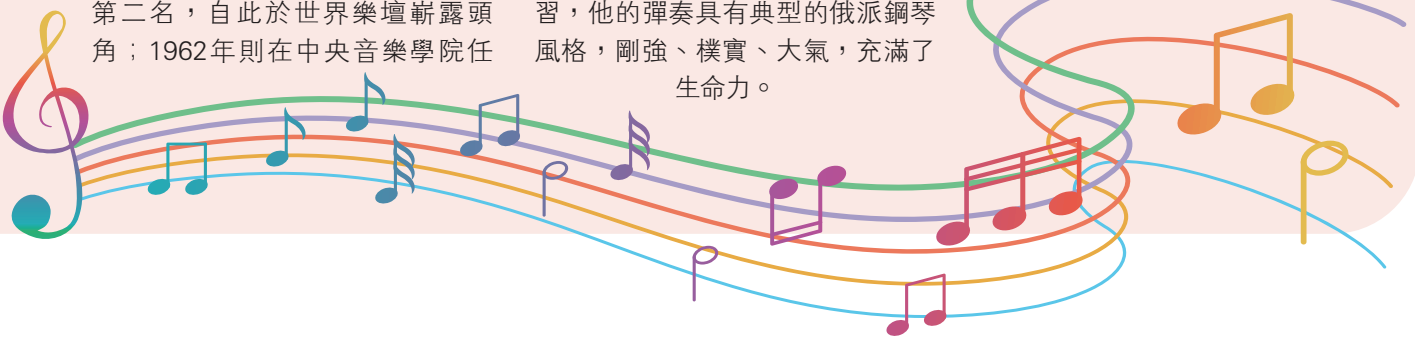 第二名，自此於世界樂壇嶄露頭
角；1962年則在中央音樂學院任
習，他的彈奏具有典型的俄派鋼琴
風格，剛強、樸實、大氣，充滿了
生命力。